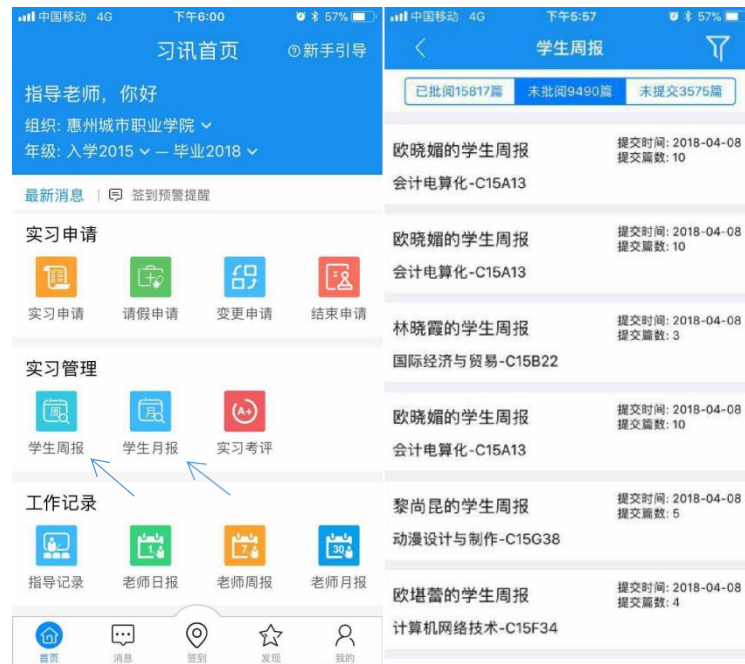 中国移动 4G 下午6:00 57%
习讯首页
新手引导
指导老师，你好
组织: 惠州城市职业学院
年级: 入学2015 — 毕业2018
最新消息 签到预警提醒
实习申请
实习申请 请假申请 变更申请 结束申请
实习管理
周 月 A+
学生周报 学生月报 实习考评
工作记录
1 7 30
指导记录 老师日报 老师周报 老师月报
首页 消息 签到 发现 我的
中国移动 4G 下午5:57 57%
学生周报
已批阅15817篇 未批阅9490篇 未提交3575篇
欧晓媚的学生周报
提交时间: 2018-04-08
提交篇数: 10
会计电算化-C15A13
欧晓媚的学生周报
提交时间: 2018-04-08
提交篇数: 10
会计电算化-C15A13
林晓霞的学生周报
提交时间: 2018-04-08
提交篇数: 3
国际经济与贸易-C15B22
欧晓媚的学生周报
提交时间: 2018-04-08
提交篇数: 10
会计电算化-C15A13
黎尚昆的学生周报
提交时间: 2018-04-08
提交篇数: 5
动漫设计与制作-C15G38
欧堪蕾的学生周报
提交时间: 2018-04-08
提交篇数: 4
计算机网络技术-C15F34